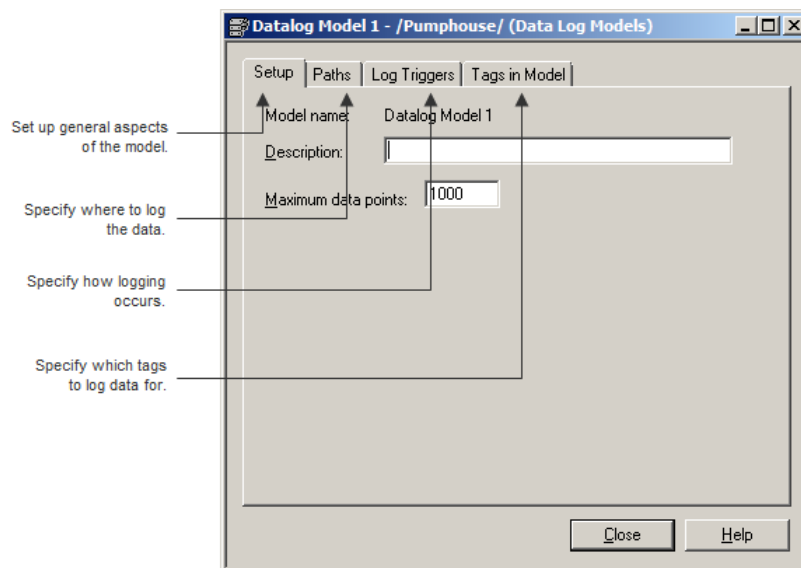 Datalog Model 1 - /Pumphouse/ (Data Log Models)
Setup
Paths
Log Triggers
Tags in Model
Model name:
Datalog Model 1
Description:
Maximum data points:
1000
Set up general aspects
of the model.
Specify where to log
the data.
Specify how logging
occurs.
Specify which tags
to log data for.
Close
Help